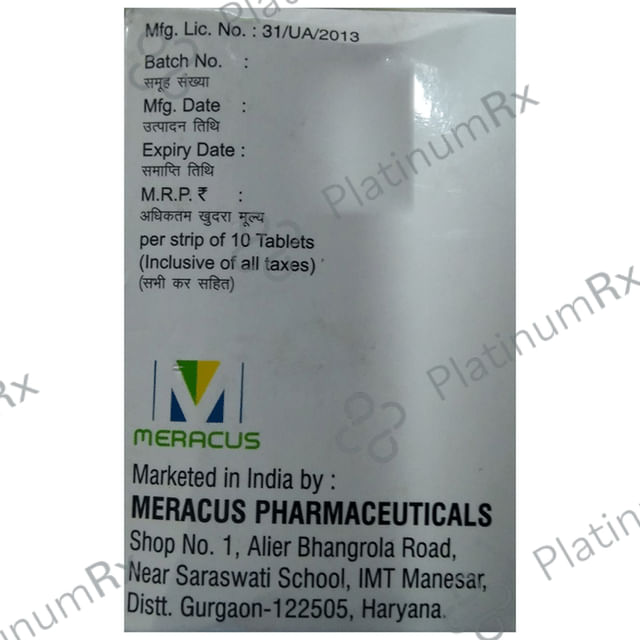 Mfg. Lic. No. : 31/UA/2013
Batch No. :
समूह संख्या
Mfg. Date :
उत्पादन तिथि
Expiry Date :
समाप्ति तिथि
M.R.P. ₹ :
अधिकतम खुदरा मूल्य
per strip of 10 Tablets
(Inclusive of all taxes)
(सभी कर सहित)
MERACUS
Marketed in India by :
MERACUS PHARMACEUTICALS
Shop No. 1, Alier Bhangrola Road,
Near Saraswati School, IMT Manesar,
Distt. Gurgaon-122505, Haryana.
PlatinumRx
PlatinumRx